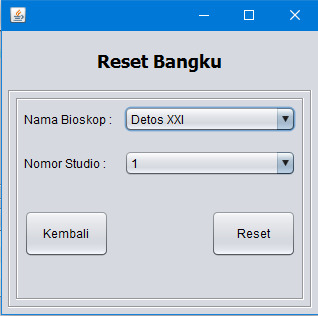 Reset Bangku
Nama Bioskop : Detos XXI
Nomor Studio : 1
Kembali Reset